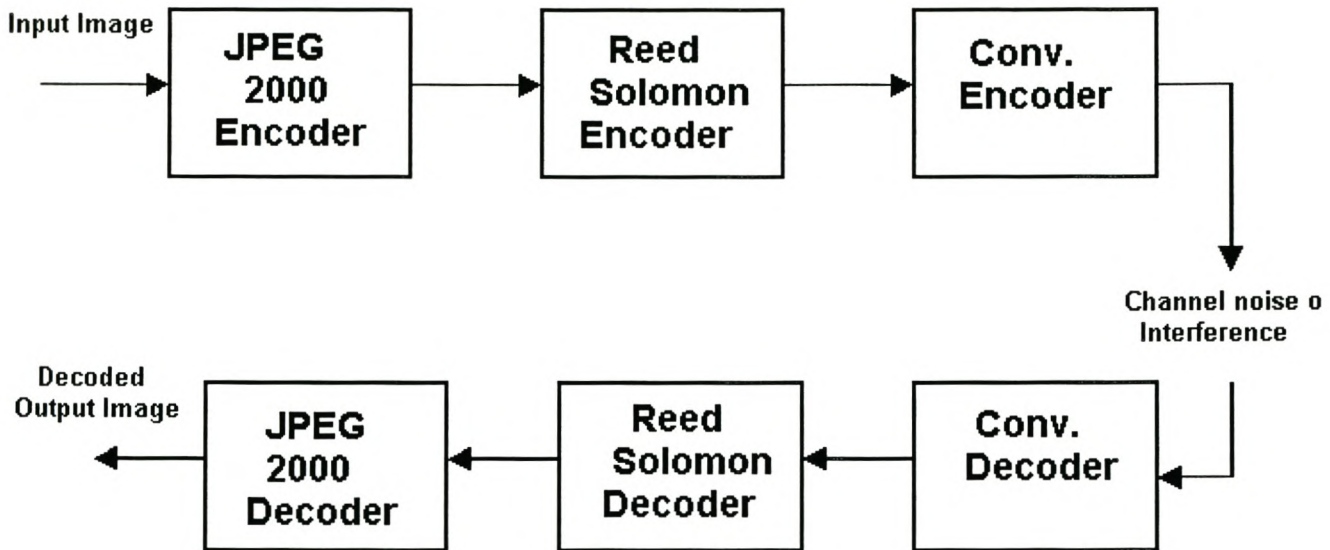 Input Image
JPEG
2000
Encoder
Reed
Solomon
Encoder
Conv.
Encoder
Channel noise o
Interference
Decoded
Output Image
JPEG
2000
Decoder
Reed
Solomon
Decoder
Conv.
Decoder